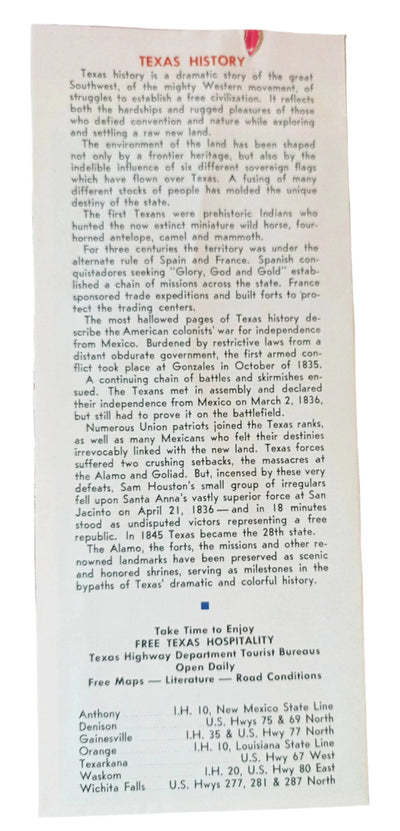 TEXAS HISTORY
Texas history is a dramatic story of the great
Southwest, of the mighty Western movement, of
struggles to establish a free civilization. It reflects
both the hardships and rugged pleasures of those
who defied convention and nature while exploring
and settling a raw new land.
The environment of the land has been shaped
not only by a frontier heritage, but also by the
indelible influence of six different sovereign flags
which have flown over Texas. A fusing of many
different stocks of people has molded the unique
destiny of the state.
The first Texans were prehistoric Indians who
hunted the now extinct miniature wild horse, four-
horned antelope, camel and mammoth.
For three centuries the territory was under the
alternate rule of Spain and France. Spanish con-
quistadores seeking "Glory, God and Gold" estab-
lished a chain of missions across the state. France
sponsored trade expeditions and built forts to pro-
tect the trading centers.
The most hallowed pages of Texas history de-
scribe the American colonists' war for independence
from Mexico. Burdened by restrictive laws from a
distant obdurate government, the first armed con-
flict took place at Gonzales in October of 1835.
A continuing chain of battles and skirmishes en-
sued. The Texans met in assembly and declared
their independence from Mexico on March 2, 1836,
but still had to prove it on the battlefield.
Numerous Union patriots joined the Texas ranks,
as well as many Mexicans who felt their destinies
irrevocably linked with the new land. Texas forces
suffered two crushing setbacks, the massacres at
the Alamo and Goliad. But, incensed by these very
defeats, Sam Houston's small group of irregulars
fell upon Santa Anna's vastly superior force at San
Jacinto on April 21, 1836 — and in 18 minutes
stood as undisputed victors representing a free
republic. In 1845 Texas became the 28th state.
The Alamo, the forts, the missions and other re-
nowned landmarks have been preserved as scenic
and honored shrines, serving as milestones in the
bypaths of Texas' dramatic and colorful history.
Take Time to Enjoy
FREE TEXAS HOSPITALITY
Texas Highway Department Tourist Bureaus
Open Daily
Free Maps — Literature — Road Conditions
Anthony I.H. 10, New Mexico State Line
Denison U.S. Hwys 75 & 69 North
Gainesville I.H. 35 & U.S. Hwy 77 North
Orange I.H. 10, Louisiana State Line
Texarkana U.S. Hwy 67 West
Waskom I.H. 20, U.S. Hwy 80 East
Wichita Falls U.S. Hwys 277, 281 & 287 North